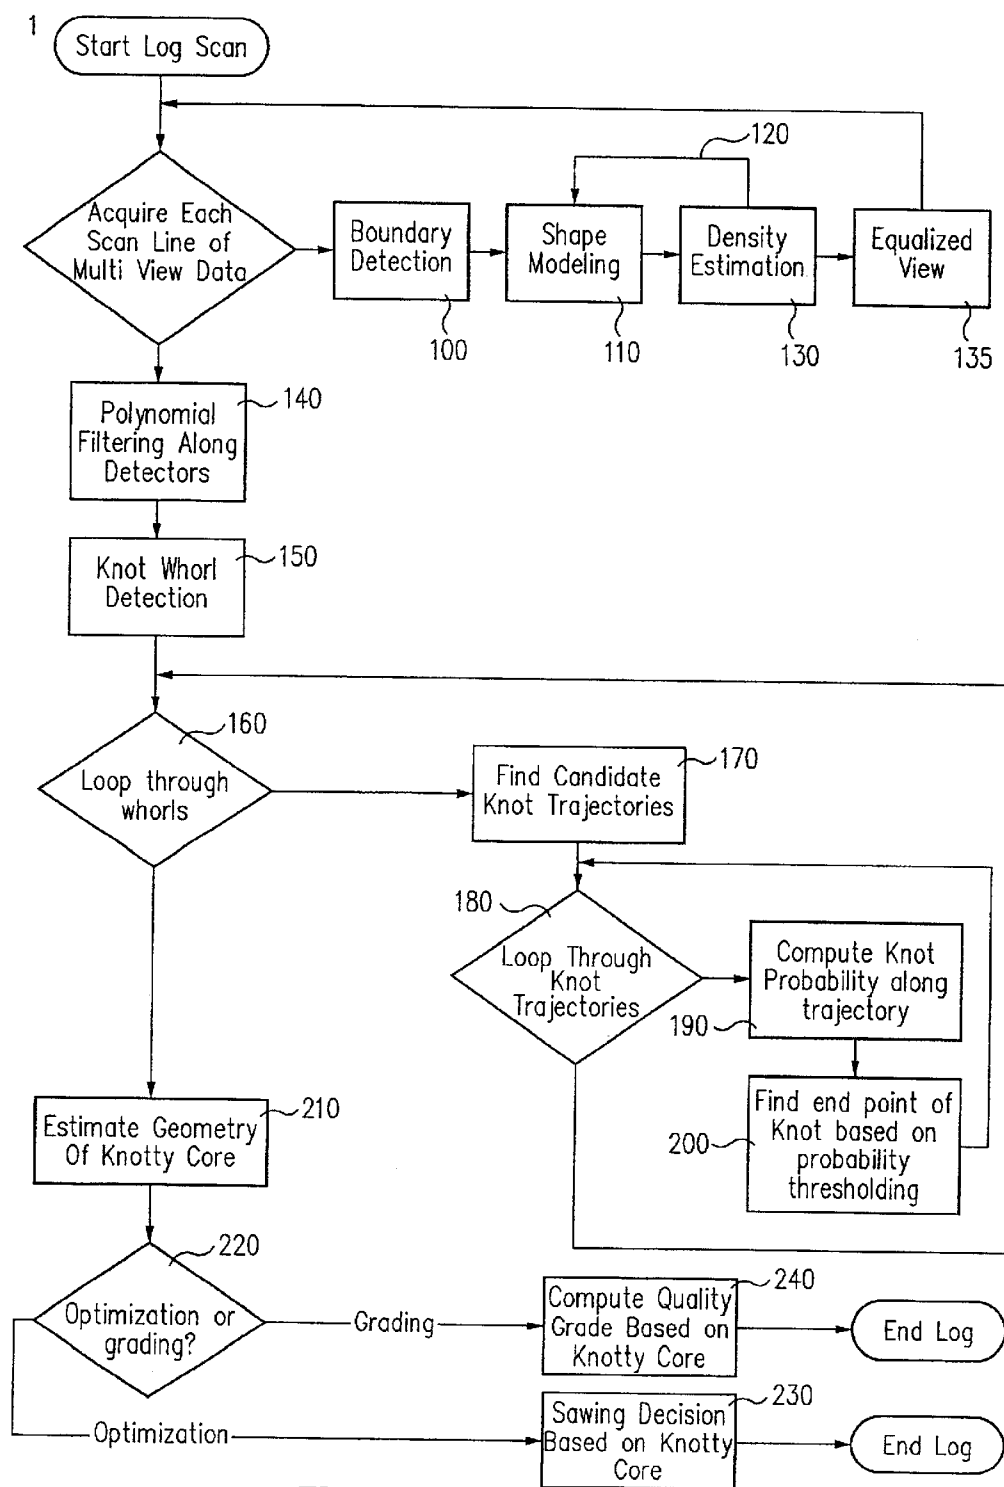 1
Start Log Scan
120
Acquire Each
Scan Line of
Multi View Data
Boundary
Detection
Shape
Modeling
Density
Estimation
Equalized
View
100
110
130
135
140
Polynomial
Filtering Along
Detectors
150
Knot Whorl
Detection
160
Loop through
whorls
170
Find Candidate
Knot Trajectories
180
Loop Through
Knot
Trajectories
Compute Knot
Probability along
trajectory
190
Find end point of
Knot based on
probability
thresholding
200
210
Estimate Geometry
Of Knotty Core
220
Optimization or
grading?
Grading
240
Compute Quality
Grade Based on
Knotty Core
End Log
Optimization
230
Sawing Decision
Based on Knotty
Core
End Log